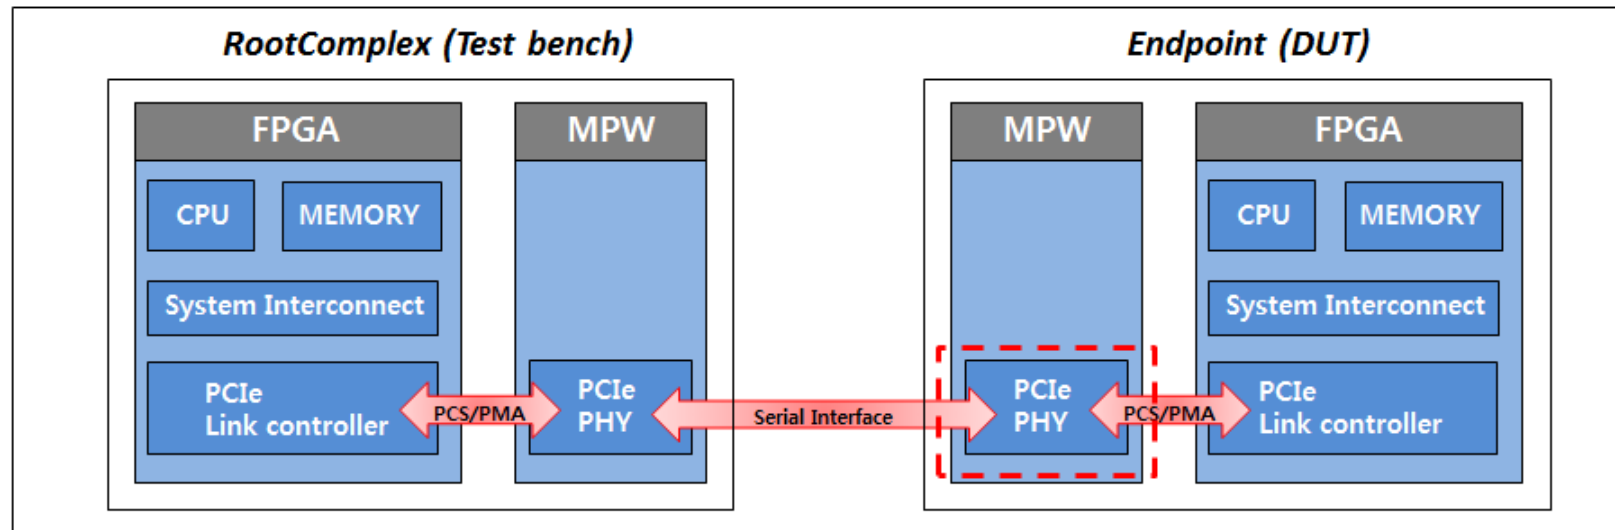 RootComplex (Test bench)
Endpoint (DUT)
FPGA
MPW
MPW
FPGA
CPU
MEMORY
CPU
MEMORY
System Interconnect
System Interconnect
PCIe
Link controller
PCS/PMA
PCIe
PHY
Serial Interface
PCIe
PHY
PCS/PMA
PCIe
Link controller